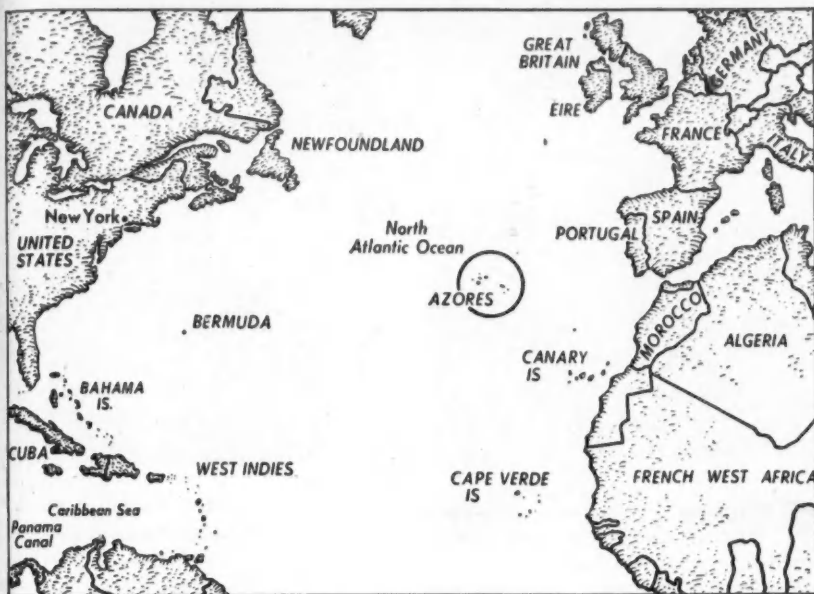 GREAT
BRITAIN
GERMANY
CANADA
EIRE
FRANCE
ITALY
NEWFOUNDLAND
New York
UNITED
STATES
North
Atlantic Ocean
PORTUGAL
SPAIN
AZORES
BERMUDA
MOROCCO
ALGERIA
CANARY
IS
BAHAMA
IS.
CUBA
WEST INDIES
CAPE VERDE
IS
FRENCH WEST AFRICA
Caribbean Sea
Panama
Canal